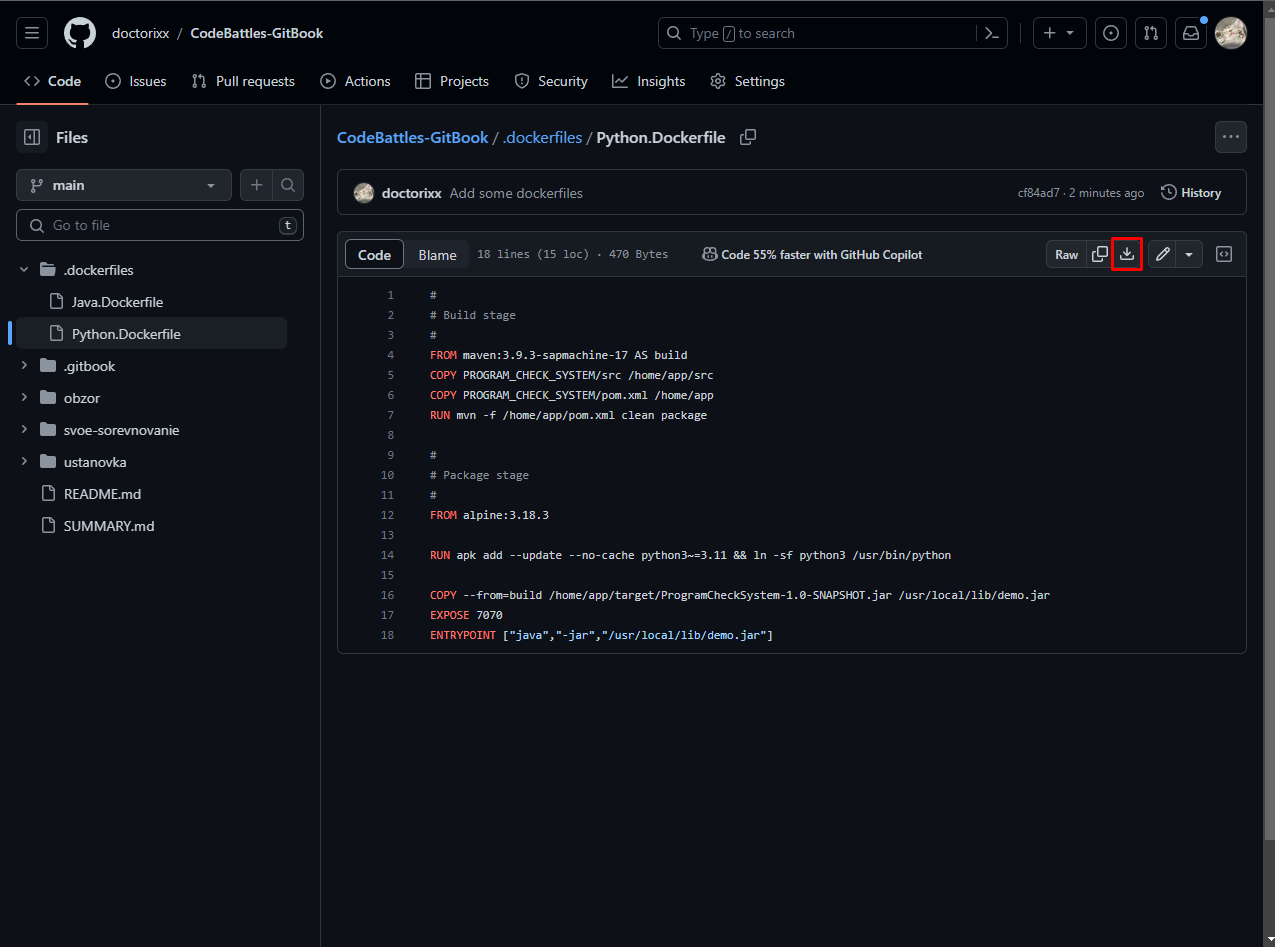 doctorixx / CodeBattles-GitBook
Type / to search
Code Issues Pull requests Actions Projects Security Insights Settings
Files
main
Go to file t
.dockerfiles
Java.Dockerfile
Python.Dockerfile
.gitbook
obzor
svoe-sorevnovanie
ustanovka
README.md
SUMMARY.md
CodeBattles-GitBook / .dockerfiles / Python.Dockerfile
doctorixx Add some dockerfiles cf84ad7 · 2 minutes ago History
Code Blame 18 lines (15 loc) · 470 Bytes Code 55% faster with GitHub Copilot Raw
1 #
2 # Build stage
3 #
4 FROM maven:3.9.3-sapmachine-17 AS build
5 COPY PROGRAM_CHECK_SYSTEM/src /home/app/src
6 COPY PROGRAM_CHECK_SYSTEM/pom.xml /home/app
7 RUN mvn -f /home/app/pom.xml clean package
8
9 #
10 # Package stage
11 #
12 FROM alpine:3.18.3
13
14 RUN apk add --update --no-cache python3~=3.11 && ln -sf python3 /usr/bin/python
15
16 COPY --from=build /home/app/target/ProgramCheckSystem-1.0-SNAPSHOT.jar /usr/local/lib/demo.jar
17 EXPOSE 7070
18 ENTRYPOINT ["java","-jar","/usr/local/lib/demo.jar"]